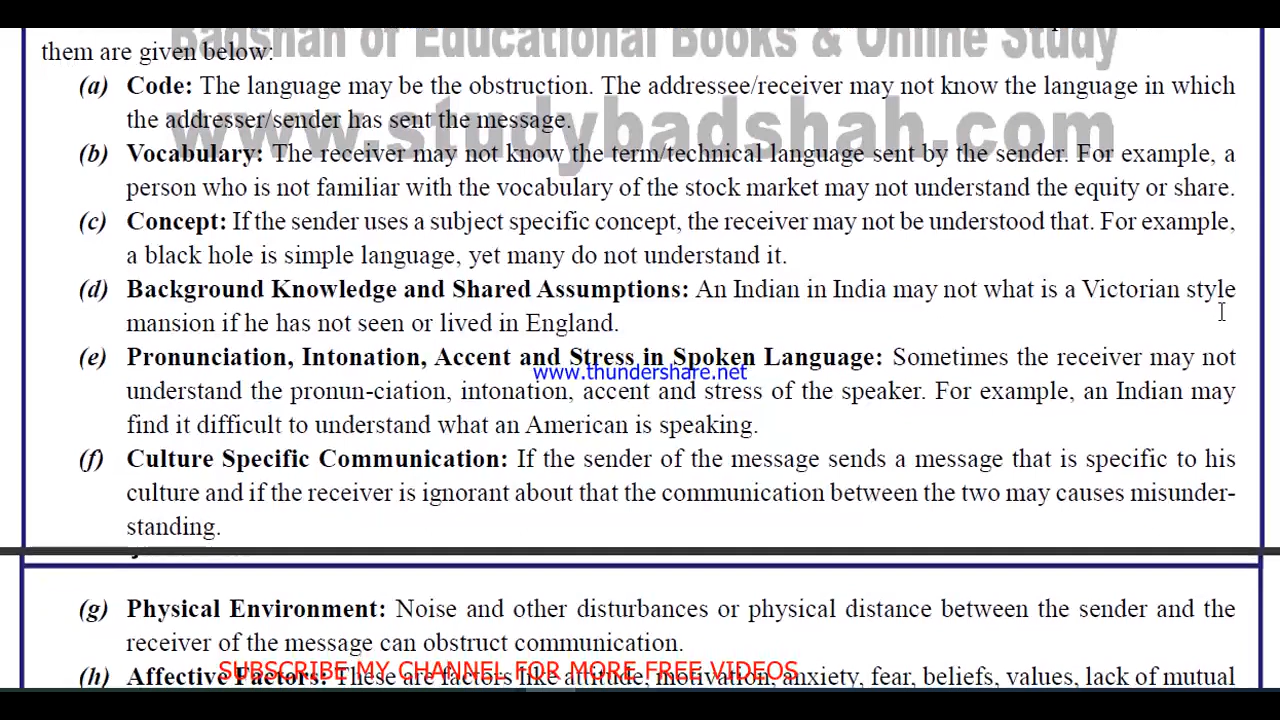 Badshah of Educational Books & Online Study
them are given below:
(a) Code: The language may be the obstruction. The addressee/receiver may not know the language in which
the addresser/sender has sent the message.
www.studybadshah.com
(b) Vocabulary: The receiver may not know the term/technical language sent by the sender. For example, a
person who is not familiar with the vocabulary of the stock market may not understand the equity or share.
(c) Concept: If the sender uses a subject specific concept, the receiver may not be understood that. For example,
a black hole is simple language, yet many do not understand it.
(d) Background Knowledge and Shared Assumptions: An Indian in India may not what is a Victorian style
mansion if he has not seen or lived in England.
(e) Pronunciation, Intonation, Accent and Stress in Spoken Language: Sometimes the receiver may not
www.thundershare.net
understand the pronun-ciation, intonation, accent and stress of the speaker. For example, an Indian may
find it difficult to understand what an American is speaking.
(f) Culture Specific Communication: If the sender of the message sends a message that is specific to his
culture and if the receiver is ignorant about that the communication between the two may causes misunder-
standing.
(g) Physical Environment: Noise and other disturbances or physical distance between the sender and the
receiver of the message can obstruct communication.
SUBSCRIBE MY CHANNEL FOR MORE FREE VIDEOS
(h) Affective Factors: These are factors like attitude, motivation, anxiety, fear, beliefs, values, lack of mutual